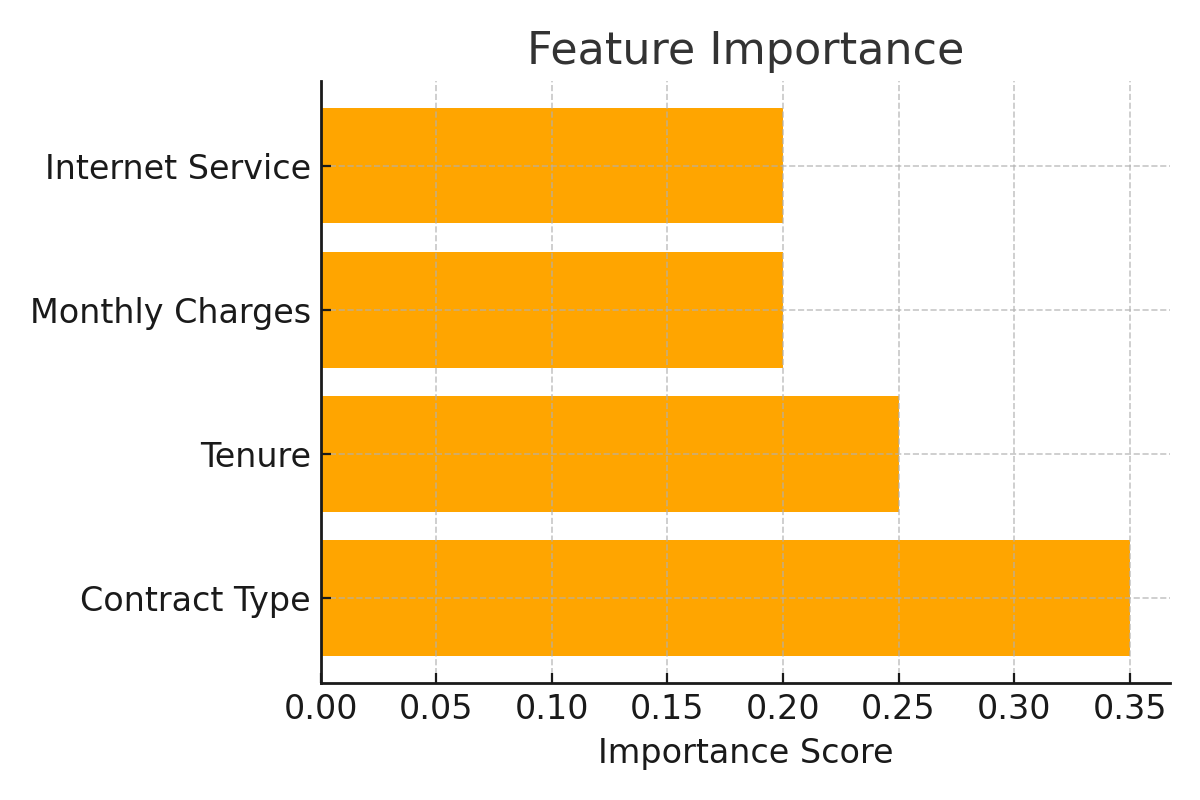 Feature Importance
Internet Service
Monthly Charges
Tenure
Contract Type
0.00 0.05 0.10 0.15 0.20 0.25 0.30 0.35
Importance Score